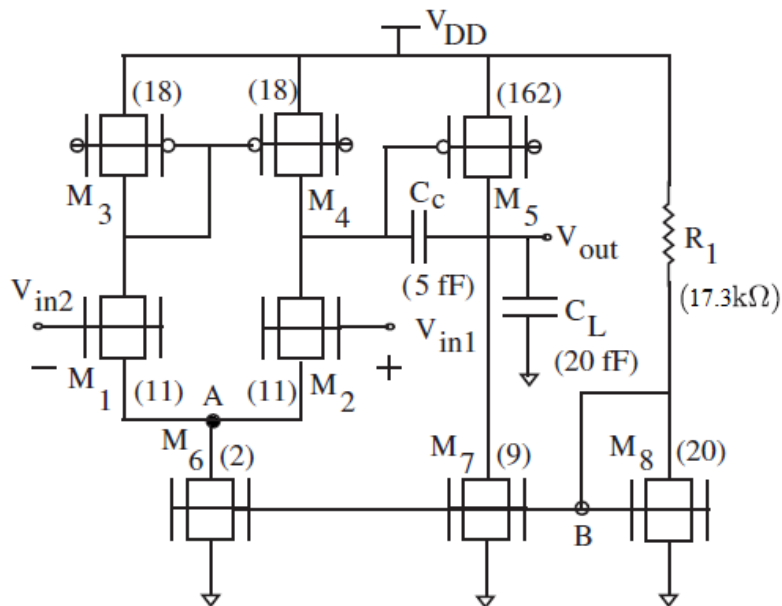 V_DD
(18)
(18)
(162)
M_3
M_4
C_c
M_5
V_out
R_1
(5 fF)
(17.3kΩ)
V_in2
V_in1
C_L
(20 fF)
− +
M_1
(11)
A
(11)
M_2
M_6
(2)
M_7
(9)
M_8
(20)
B